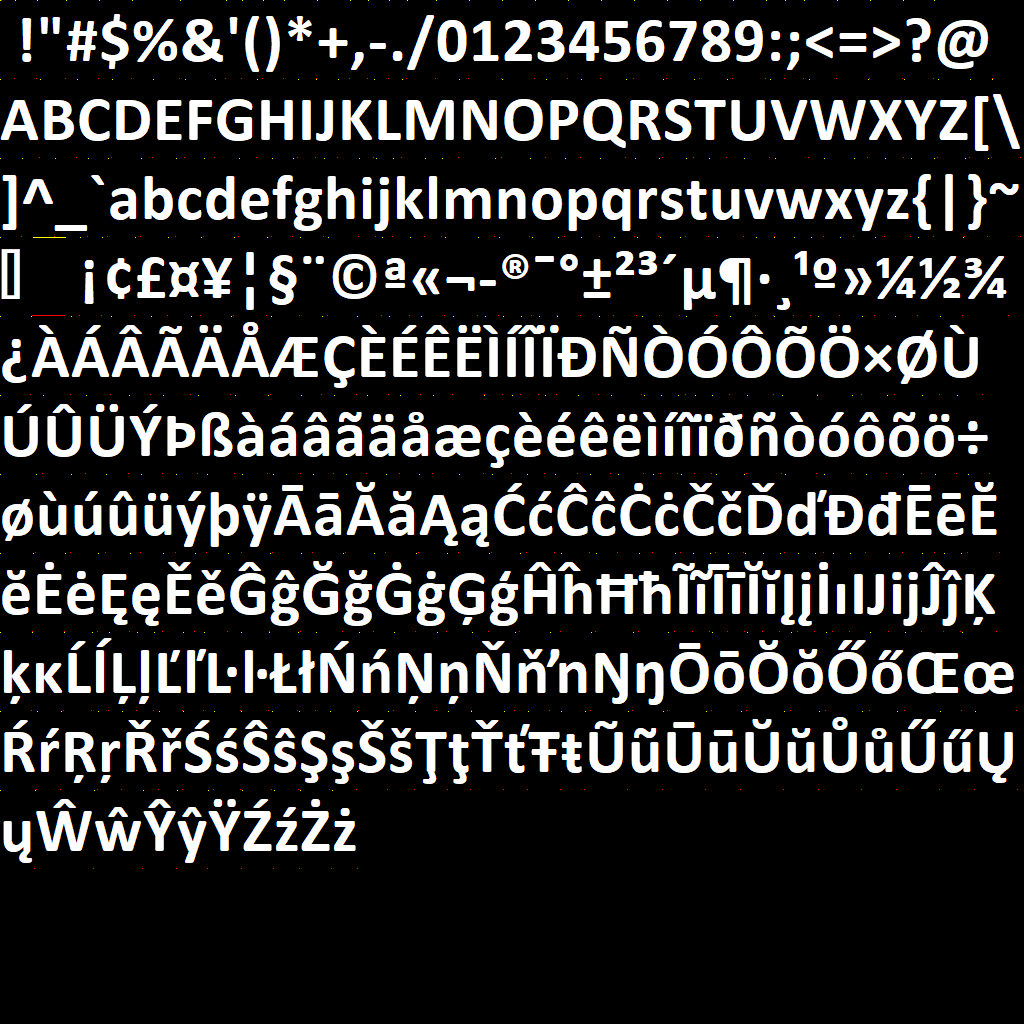 !"#$%&'()*+,-./0123456789:;<=>?@
ABCDEFGHIJKLMNOPQRSTUVWXYZ[\
]^_`abcdefghijklmnopqrstuvwxyz{|}~
¡¢£¤¥¦§¨©ª«¬-®¯°±²³´µ¶·¸¹º»¼½¾
¿ÀÁÂÃÄÅÆÇÈÉÊËÌÍÎÏÐÑÒÓÔÕÖ×ØÙ
ÚÛÜÝÞßàáâãäåæçèéêëìíîïðñòóôõö÷
øùúûüýþÿĀāĂăĄąĆćĈĉĊċČčĎďĐđĒēĔ
ĕĖėĘęĚěĜĝĞğĠġĢģĤĥĦħĨĩĪīĬĭĮįİıĲĳĴĵĶ
ķĸĹĺĻļĽľĿŀŁłŃńŅņŇňŉŊŋŌōŎŏŐőŒœ
ŔŕŖŗŘřŚśŜŝŞşŠšŢţŤťŦŧŨũŪūŬŭŮůŰűŲ
ųŴŵŶŷŸŹźŻż